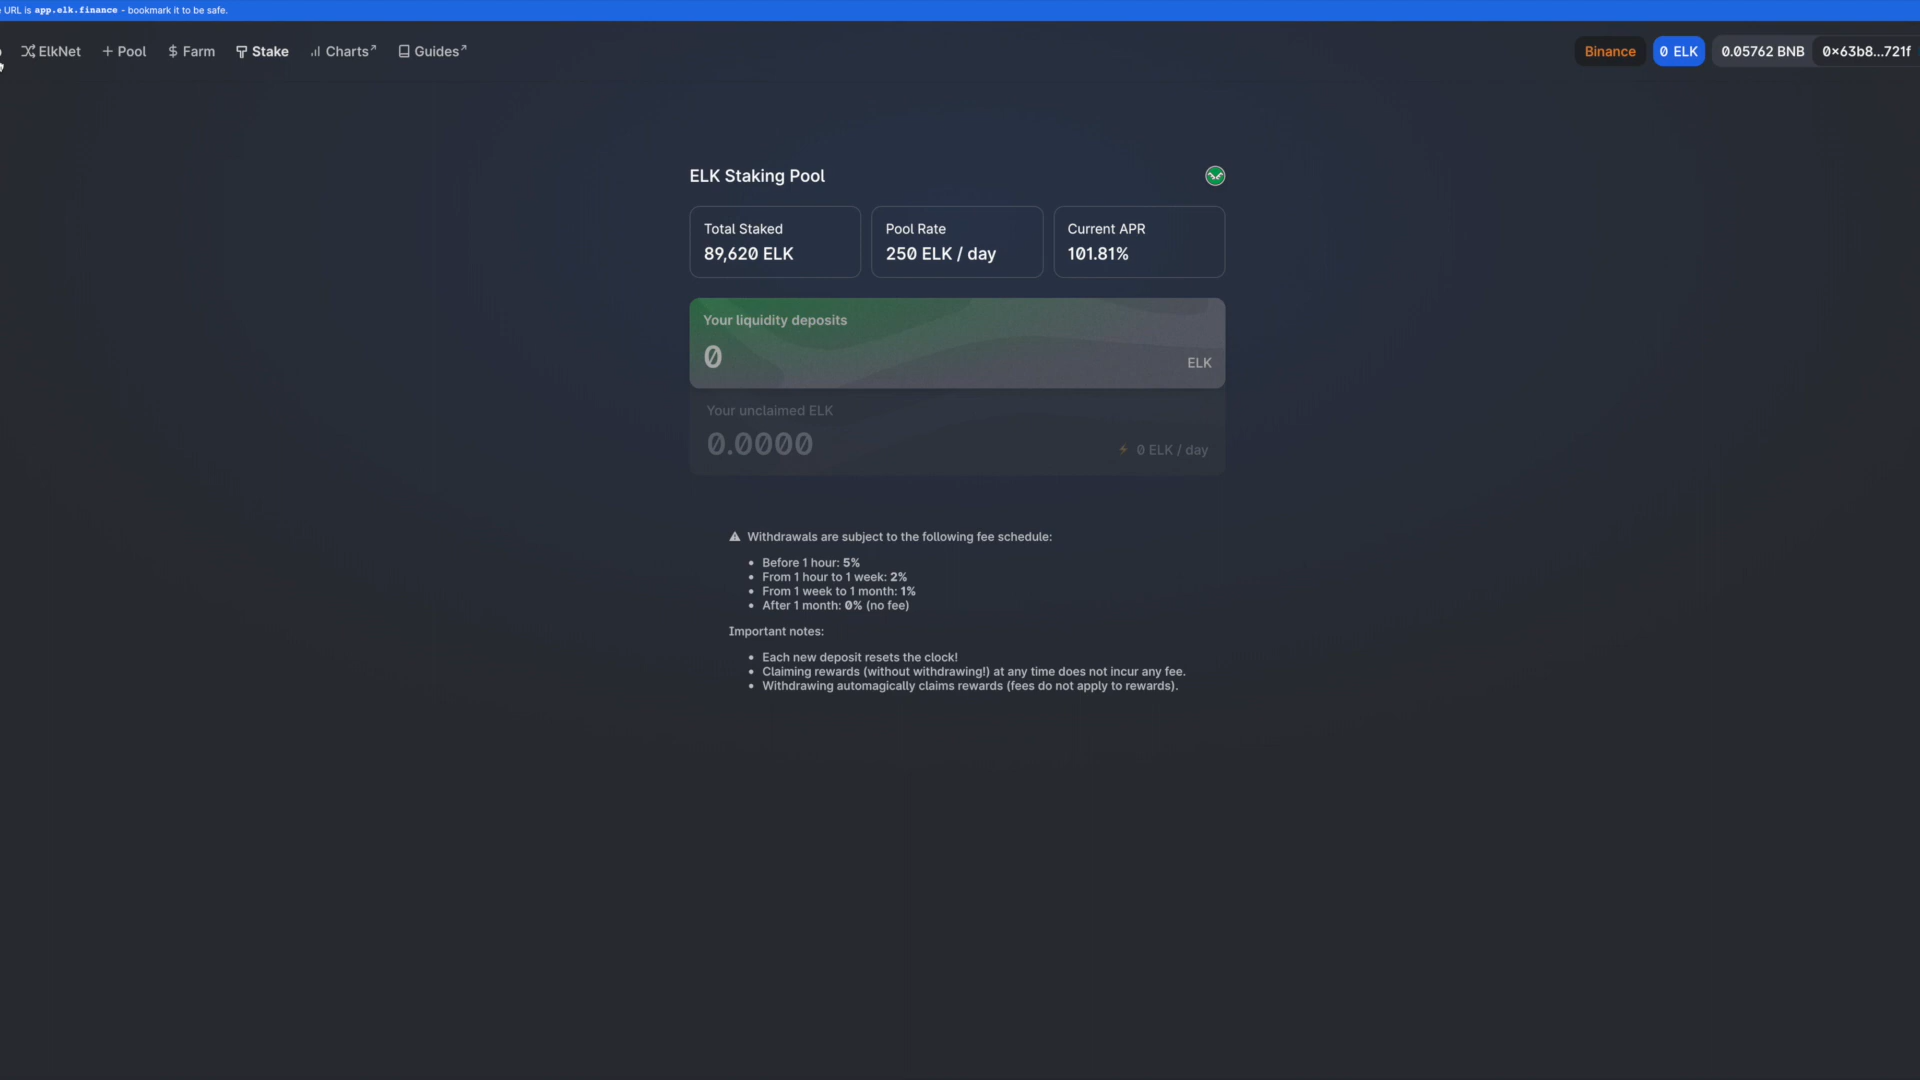 URL is app.elk.finance - bookmark it to be safe.
ElkNet
Pool
Farm
Stake
Charts
Guides
Binance
0 ELK
0.05762 BNB
0x63b8...721f
ELK Staking Pool
Total Staked
89,620 ELK
Pool Rate
250 ELK / day
Current APR
101.81%
Your liquidity deposits
0
ELK
Your unclaimed ELK
0.0000
0 ELK / day
Withdrawals are subject to the following fee schedule:
• Before 1 hour: 5%
• From 1 hour to 1 week: 2%
• From 1 week to 1 month: 1%
• After 1 month: 0% (no fee)
Important notes:
• Each new deposit resets the clock!
• Claiming rewards (without withdrawing!) at any time does not incur any fee.
• Withdrawing automagically claims rewards (fees do not apply to rewards).